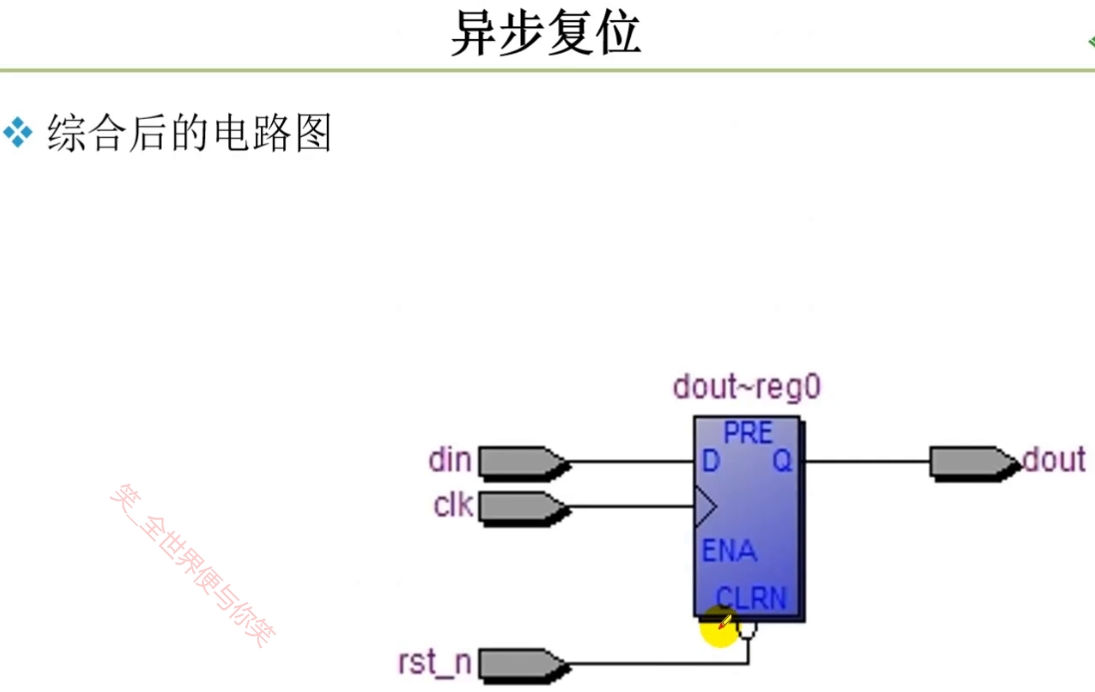 异步复位
综合后的电路图
dout~reg0
PRE
din
D
Q
dout
clk
ENA
CLRN
rst_n
笑_全世界便与你笑